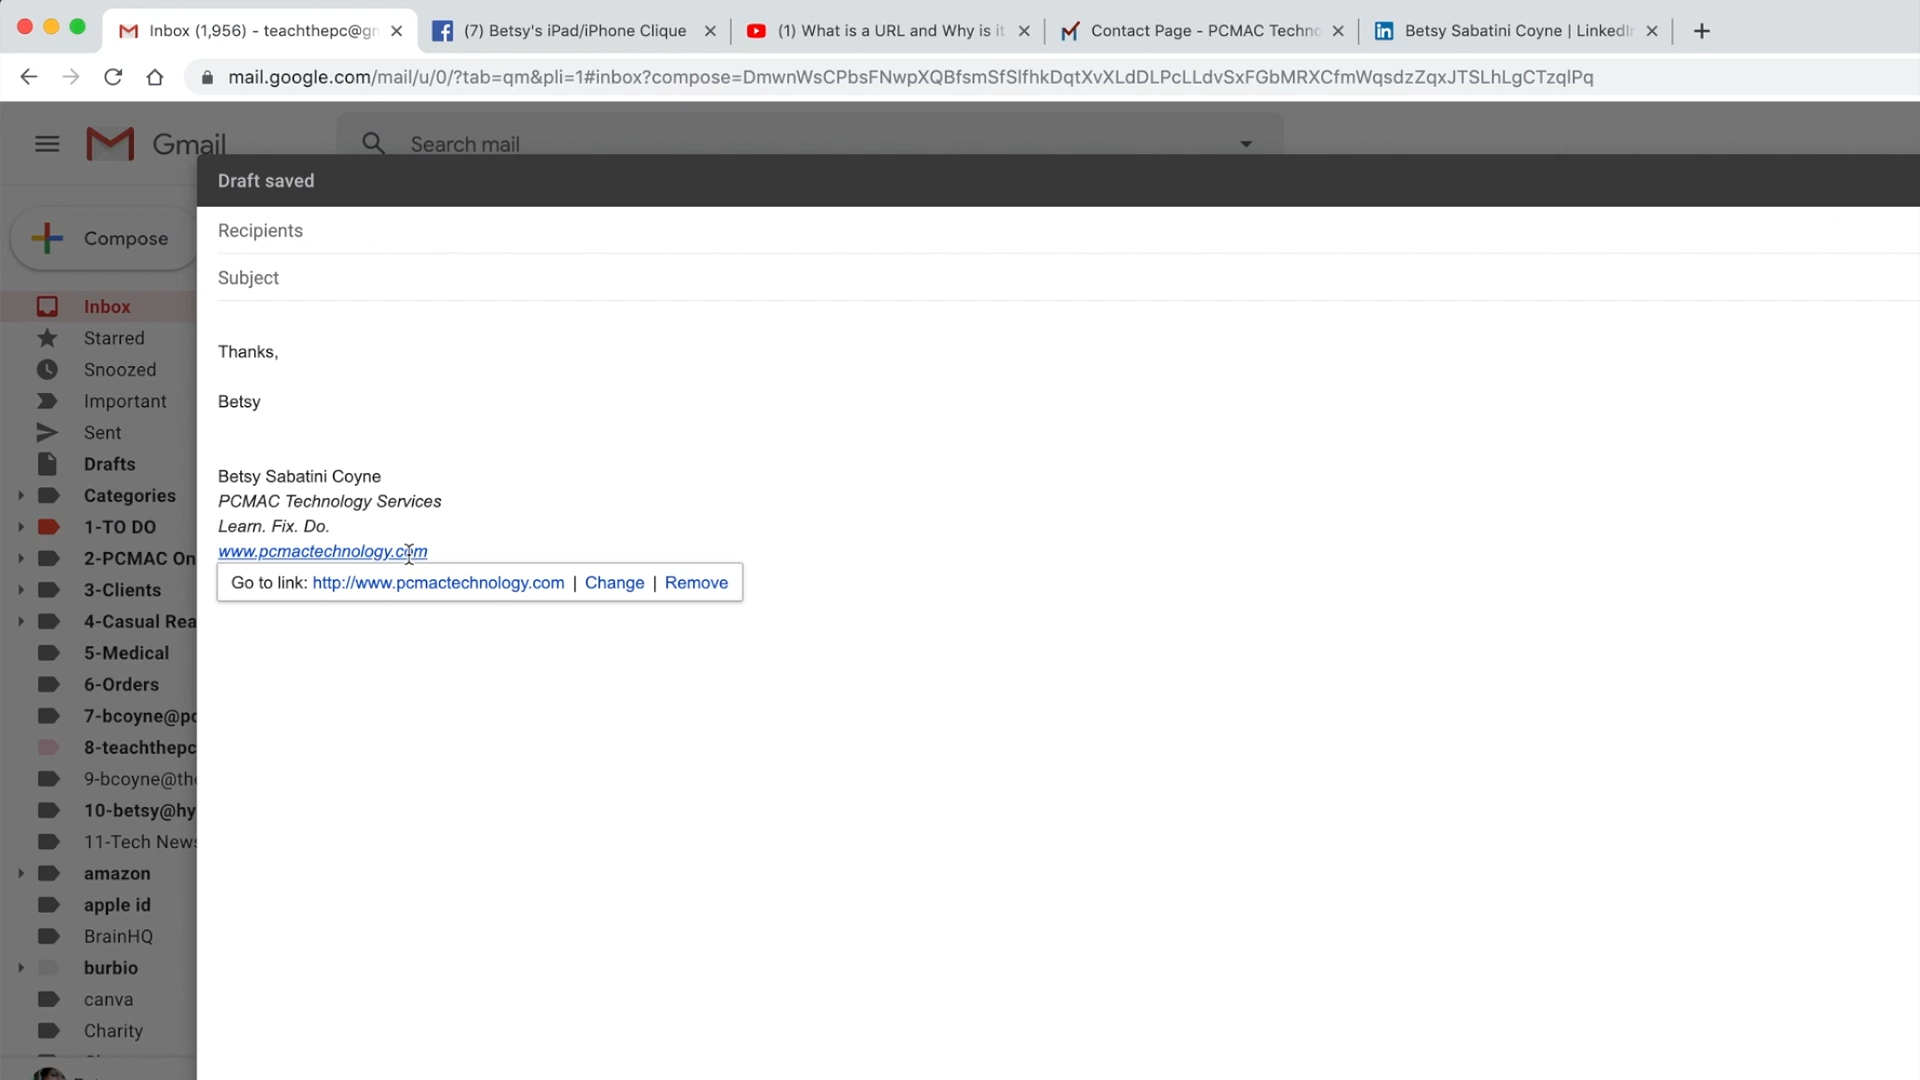 Inbox (1,956) - teachthepc@gm
(7) Betsy's iPad/iPhone Clique
(1) What is a URL and Why is it
Contact Page - PCMAC Techno
Betsy Sabatini Coyne | LinkedIn
mail.google.com/mail/u/0/?tab=qm&pli=1#inbox?compose=DmwnWsCPbsFNwpXQBfsmSfSlfhkDqtXvXLdDLPcLLdvSxFGbMRXCfmWqsdzZqxJTSLhLgCTzqlPq
Gmail
Search mail
Draft saved
Compose
Recipients
Subject
Inbox
Starred
Snoozed
Important
Sent
Drafts
Categories
1-TO DO
2-PCMAC On
3-Clients
4-Casual Rea
5-Medical
6-Orders
7-bcoyne@pc
8-teachthepc
9-bcoyne@the
10-betsy@hy
11-Tech News
amazon
apple id
BrainHQ
burbio
canva
Charity
Thanks,
Betsy
Betsy Sabatini Coyne
PCMAC Technology Services
Learn. Fix. Do.
www.pcmactechnology.com
Go to link: http://www.pcmactechnology.com | Change | Remove